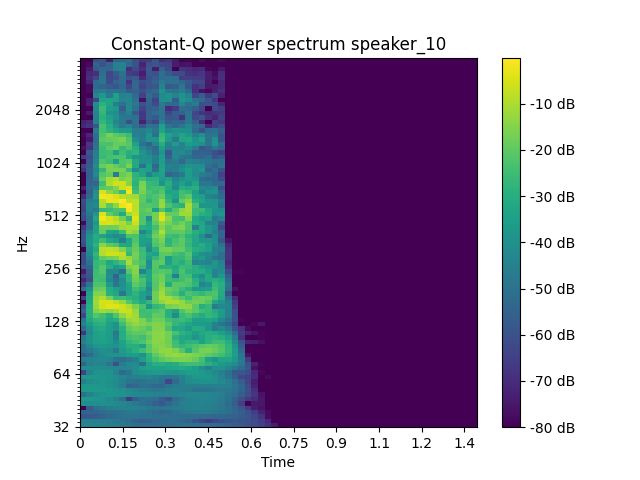 Constant-Q power spectrum speaker_10
Hz
2048
1024
512
256
128
64
32
0 0.15 0.3 0.45 0.6 0.75 0.9 1.1 1.2 1.4
Time
-10 dB
-20 dB
-30 dB
-40 dB
-50 dB
-60 dB
-70 dB
-80 dB